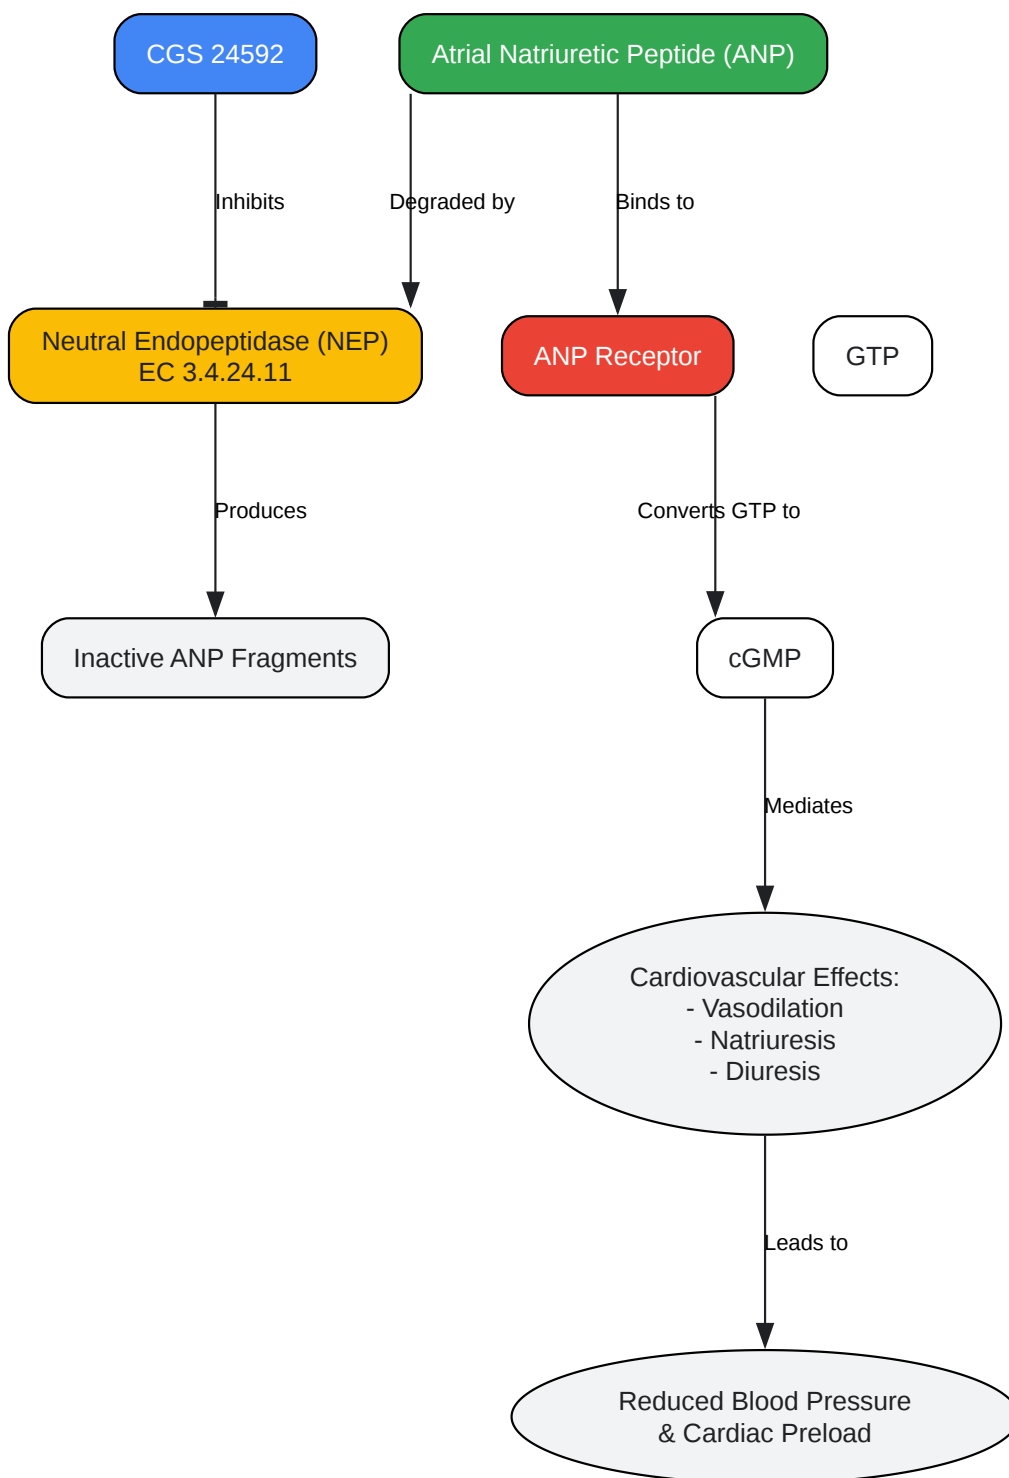 CGS 24592
Atrial Natriuretic Peptide (ANP)
Inhibits
Degraded by
Binds to
Neutral Endopeptidase (NEP)
EC 3.4.24.11
ANP Receptor
GTP
Produces
Converts GTP to
Inactive ANP Fragments
cGMP
Mediates
Cardiovascular Effects:
- Vasodilation
- Natriuresis
- Diuresis
Leads to
Reduced Blood Pressure
& Cardiac Preload